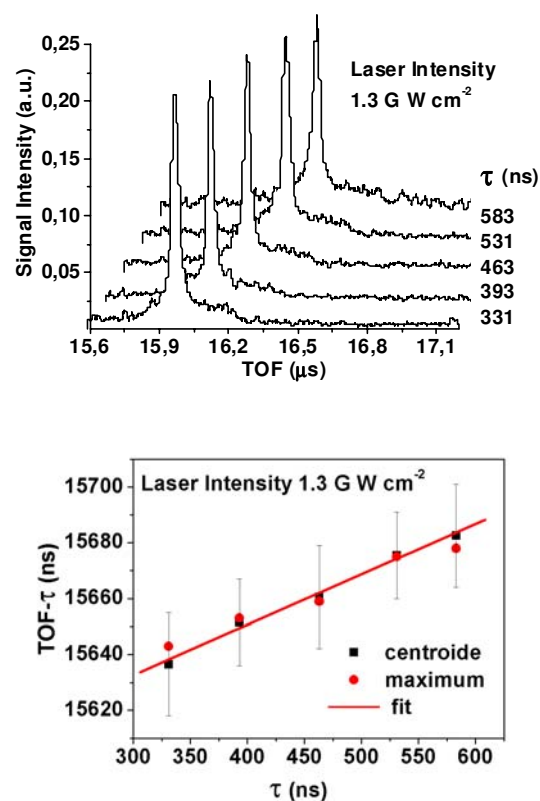 0,25
0,20
0,15
0,10
0,05
Signal Intensity (a.u.)
Laser Intensity
1.3 G W cm⁻²
τ (ns)
583
531
463
393
331
15,6 15,9 16,2 16,5 16,8 17,1
TOF (μs)
Laser Intensity 1.3 G W cm⁻²
15700
15680
15660
15640
15620
TOF-τ (ns)
centroide
maximum
fit
300 350 400 450 500 550 600
τ (ns)